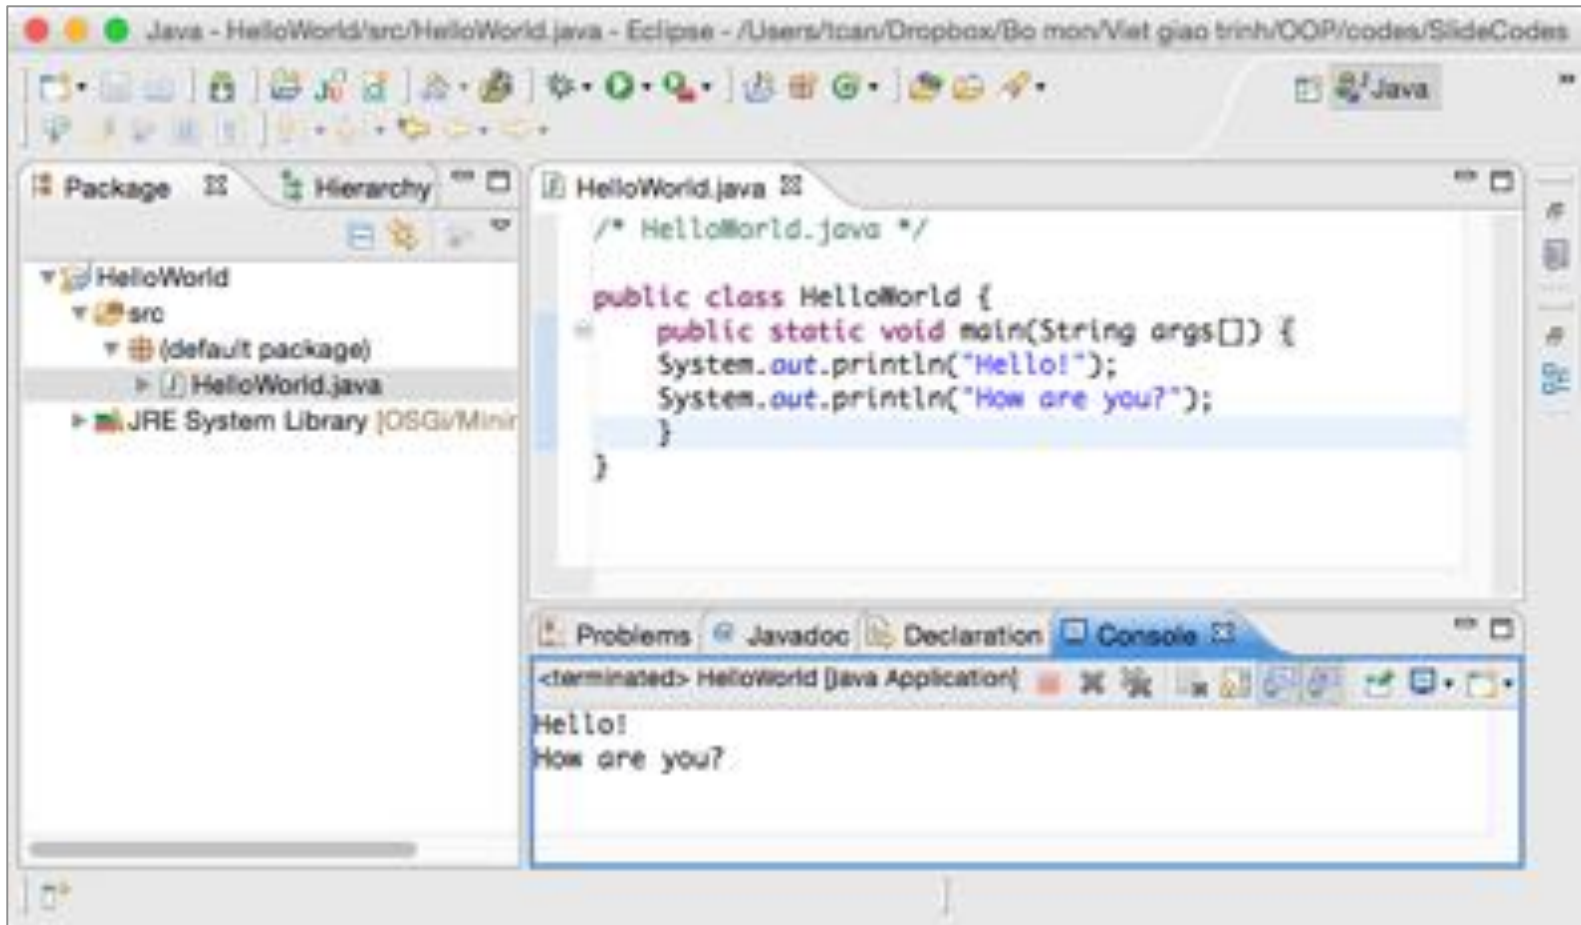 Java - HelloWorld/src/HelloWorld.java - Eclipse - /Users/tcan/Dropbox/Bo mon/Viet giao trinh/OOP/codes/SlideCodes
Java
Package
Hierarchy
HelloWorld
src
(default package)
HelloWorld.java
JRE System Library [OSGi/Minir
HelloWorld.java
/* HelloWorld.java */
public class HelloWorld {
public static void main(String args[]) {
System.out.println("Hello!");
System.out.println("How are you?");
}
}
Problems
Javadoc
Declaration
Console
<terminated> HelloWorld [Java Application]
Hello!
How are you?